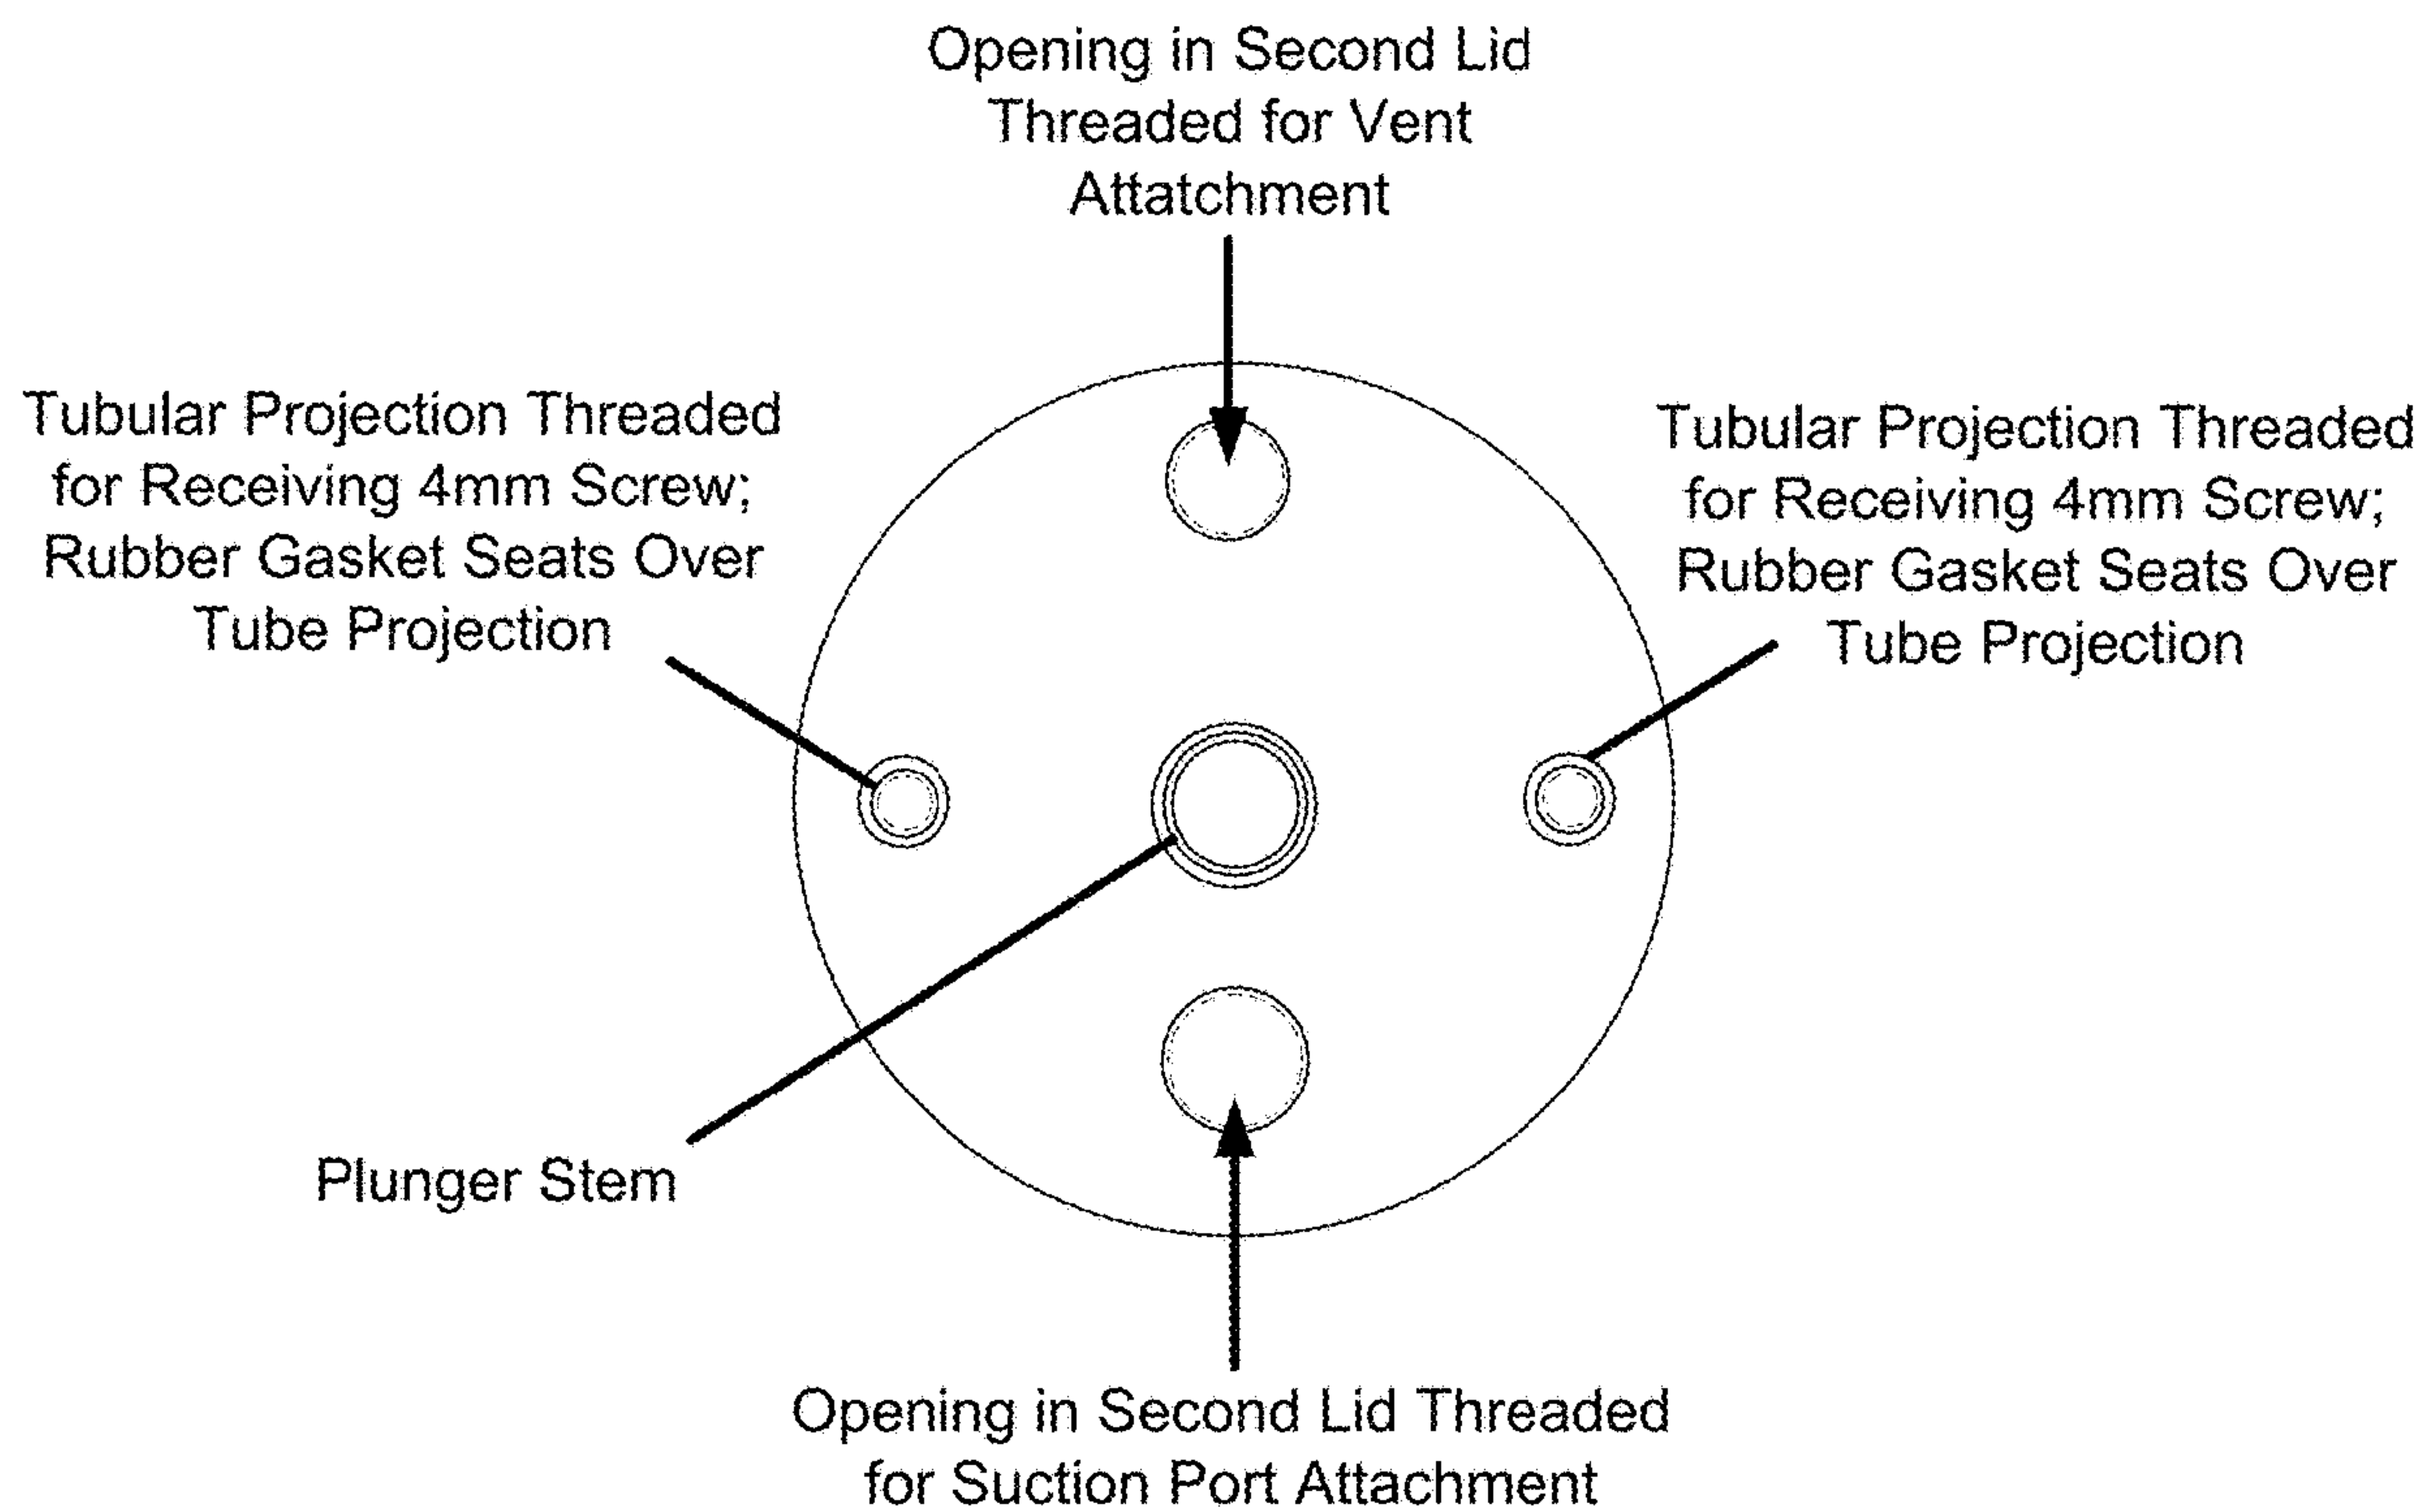 Opening in Second Lid
Threaded for Vent
Attatchment
Tubular Projection Threaded
for Receiving 4mm Screw;
Rubber Gasket Seats Over
Tube Projection
Tubular Projection Threaded
for Receiving 4mm Screw;
Rubber Gasket Seats Over
Tube Projection
Plunger Stem
Opening in Second Lid Threaded
for Suction Port Attachment